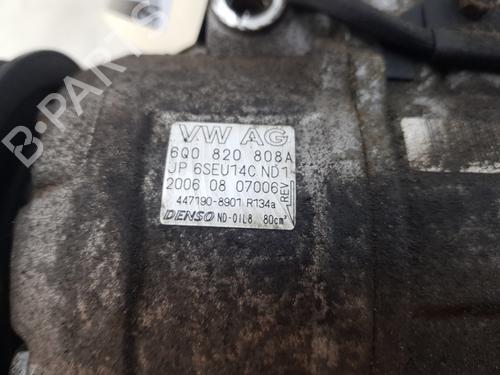 VW AG
6Q0 820 808A
JP 6SEU14C ND1
2006 08 07006
REV
447190-8901 R134a
DENSO ND-OIL8 80cm³
B-PARTS